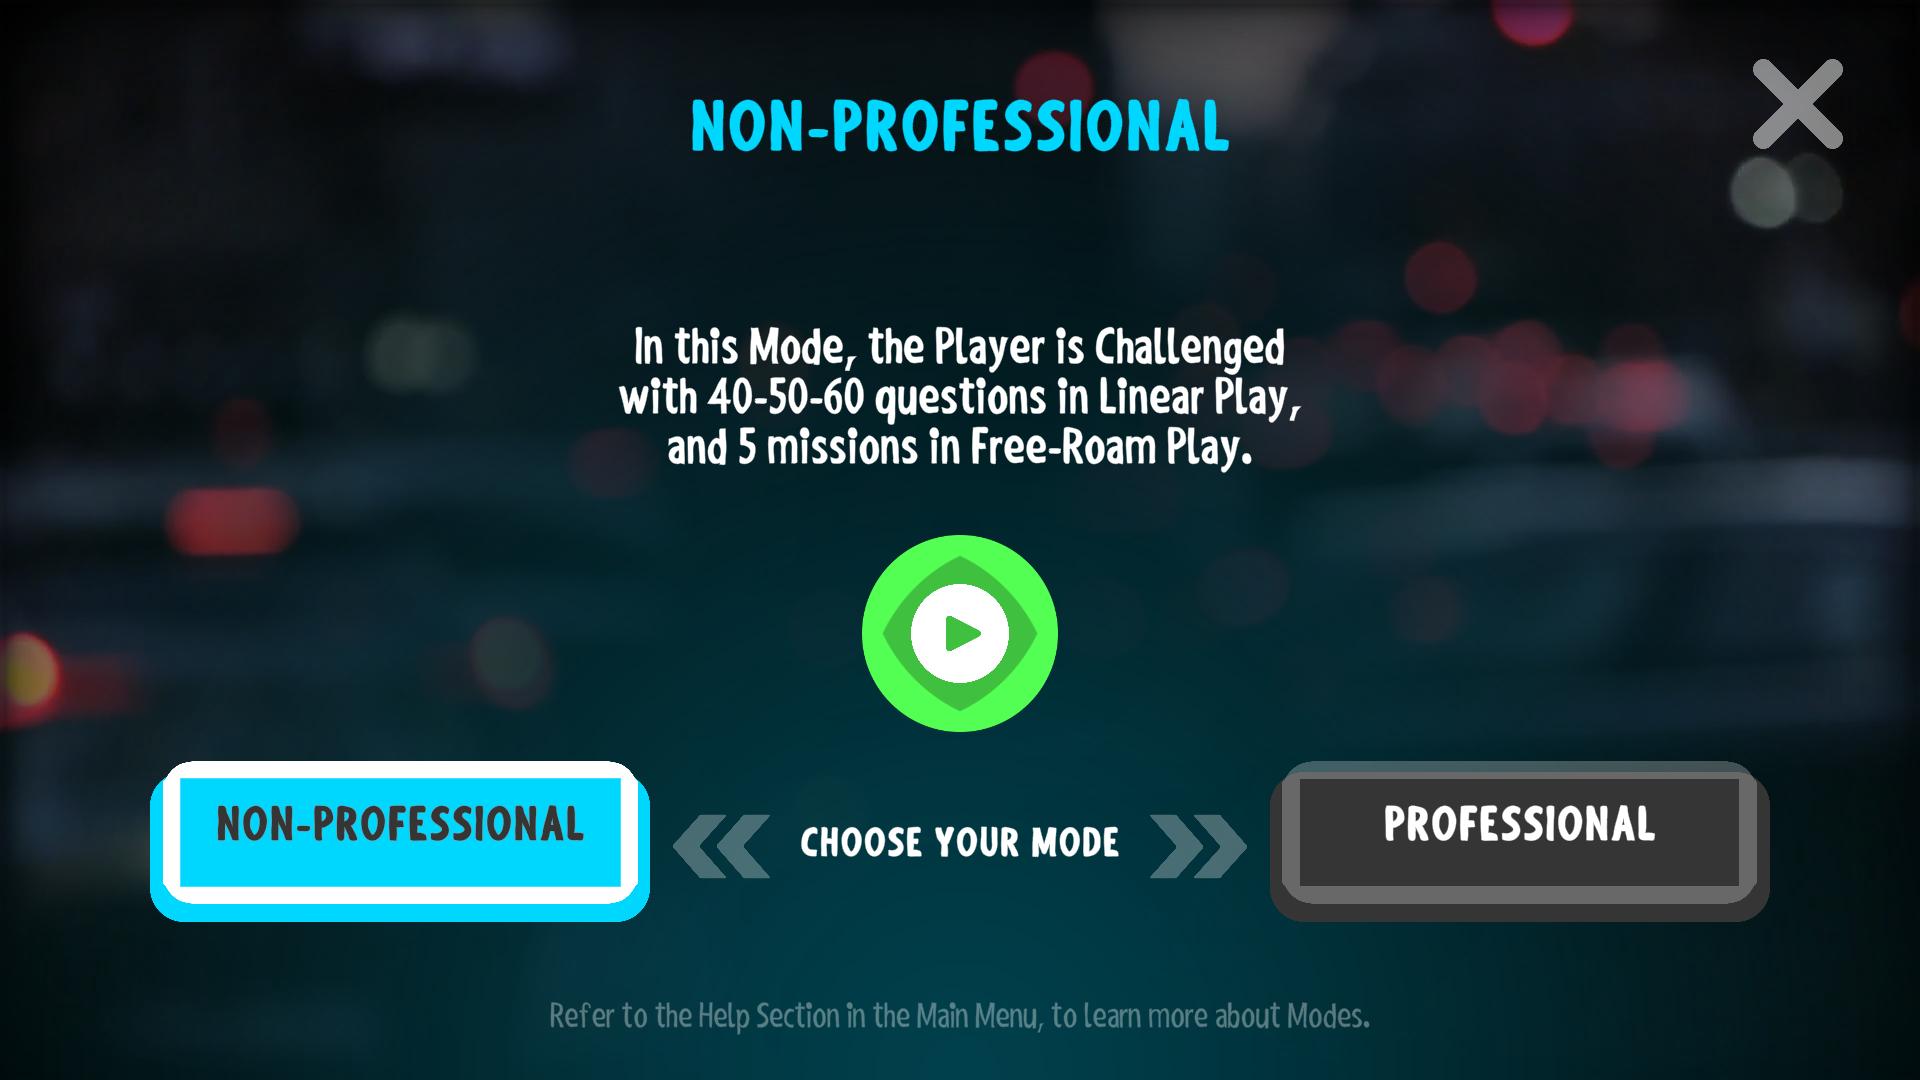 NON-PROFESSIONAL
In this Mode, the Player is Challenged
with 40-50-60 questions in Linear Play,
and 5 missions in Free-Roam Play.
NON-PROFESSIONAL
CHOOSE YOUR MODE
PROFESSIONAL
Refer to the Help Section in the Main Menu, to learn more about Modes.